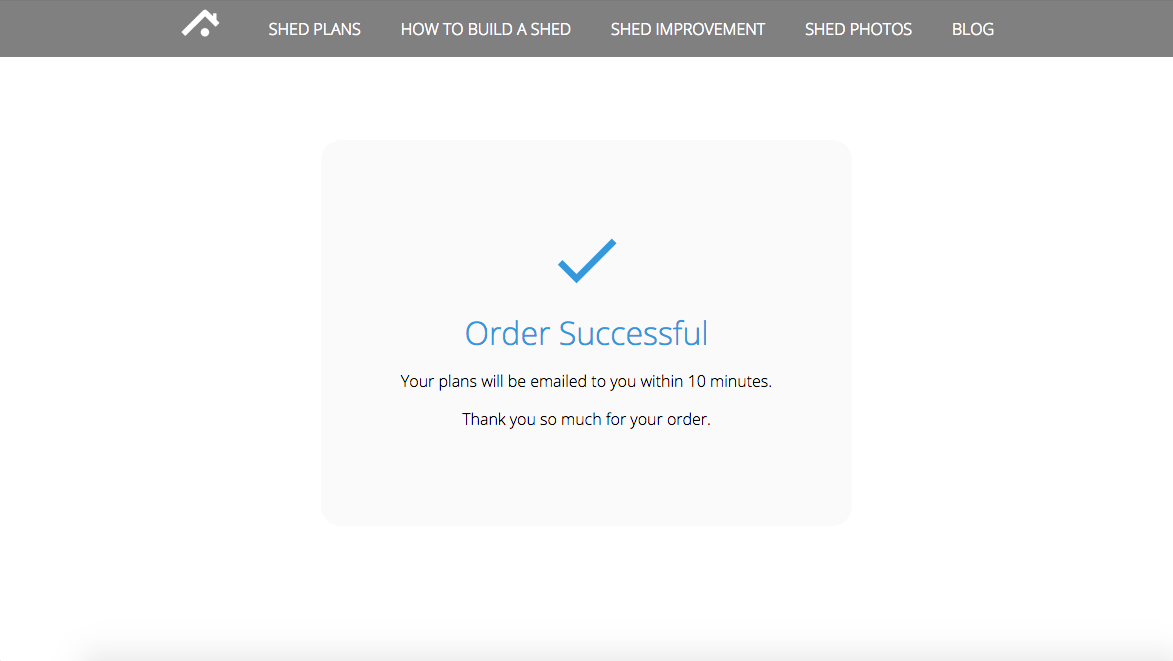 SHED PLANS HOW TO BUILD A SHED SHED IMPROVEMENT SHED PHOTOS BLOG
Order Successful
Your plans will be emailed to you within 10 minutes.
Thank you so much for your order.